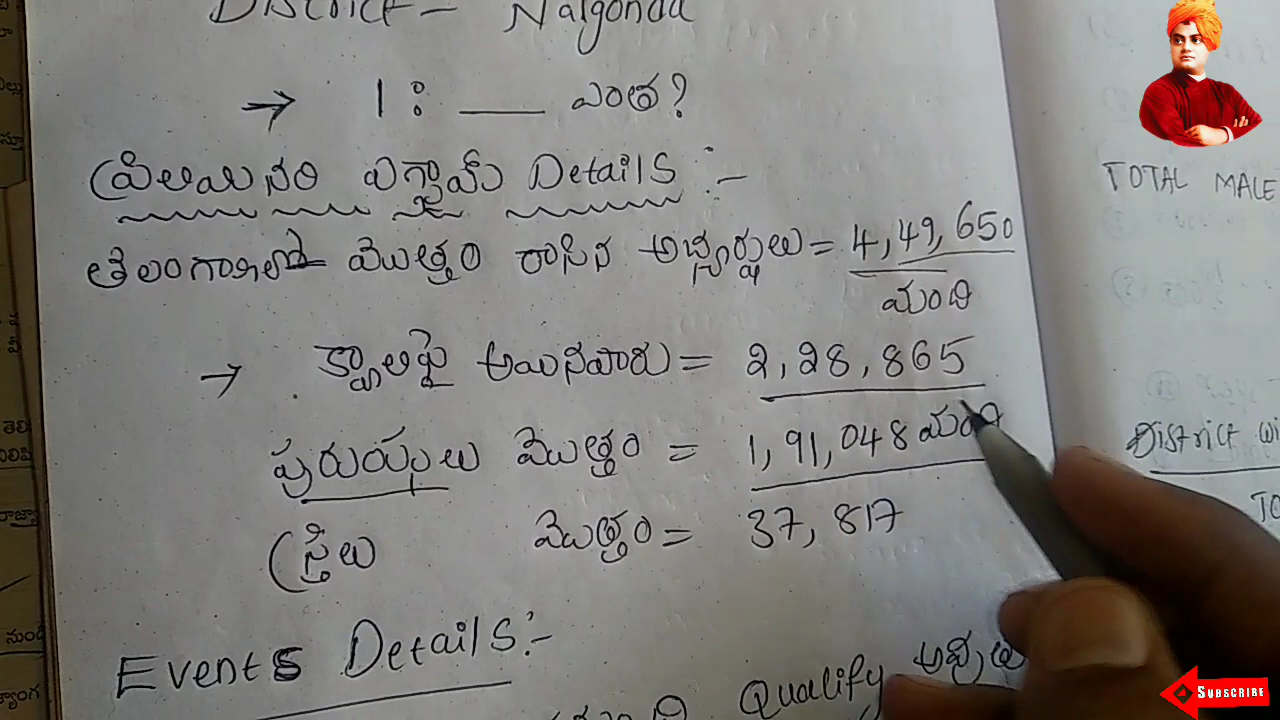 District - Nalgonda
→ 1 : ___ ఎంత?
ప్రిలిమినరి ఎగ్జామ్ Details :-
తెలంగాణలో మొత్తం రాసిన అభ్యర్థులు = 4,49,650
మంది
→ క్వాలిఫై అయినవారు = 2,28,865
పురుషులు మొత్తం = 1,91,048 మంది
స్త్రీలు మొత్తం = 37,817
Events Details :-
Qualify
TOTAL MALE
District
SUBSCRIBE